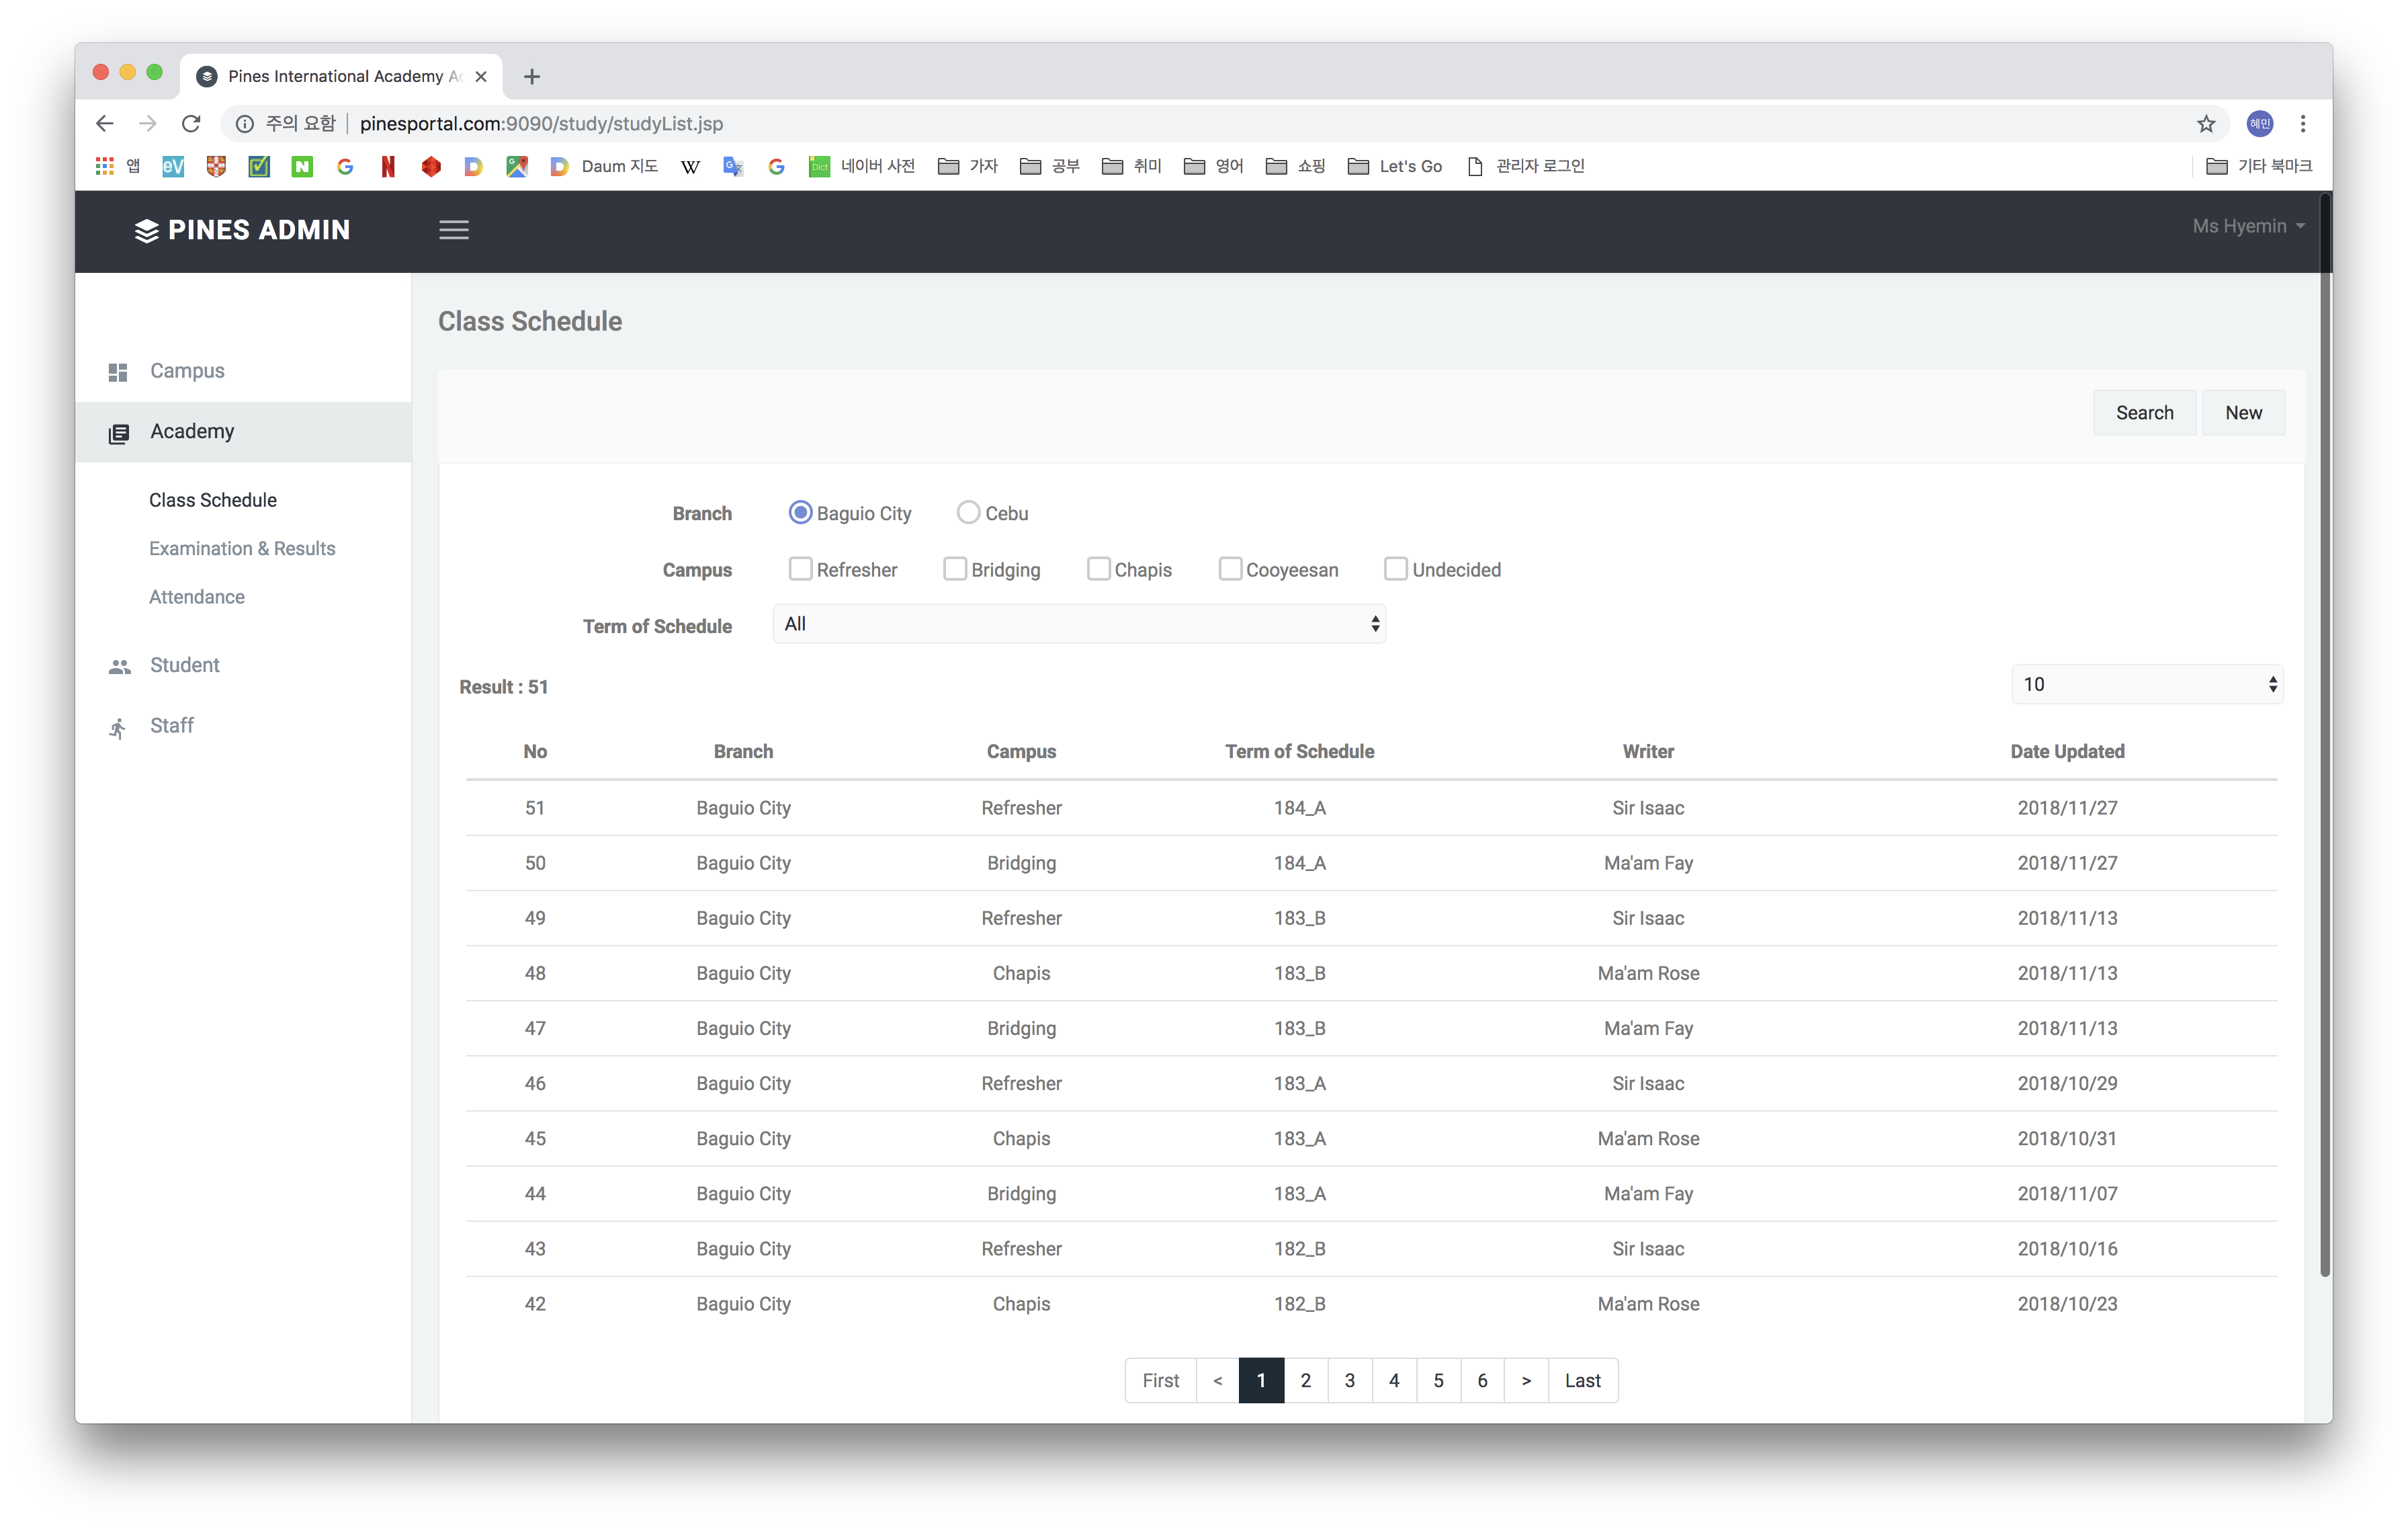 Pines International Academy A
주의 요함 | pinesportal.com:9090/study/studyList.jsp
혜민
앱 eV N G N D G D Daum 지도 W G G Dict 네이버 사전 가자 공부 취미 영어 쇼핑 Let's Go 관리자 로그인 기타 북마크
PINES ADMIN
Ms Hyemin
Campus
Academy
Class Schedule
Examination & Results
Attendance
Student
Staff
Class Schedule
Search New
Branch Baguio City Cebu
Campus Refresher Bridging Chapis Cooyeesan Undecided
Term of Schedule All
Result : 51 10
No Branch Campus Term of Schedule Writer Date Updated
51 Baguio City Refresher 184_A Sir Isaac 2018/11/27
50 Baguio City Bridging 184_A Ma'am Fay 2018/11/27
49 Baguio City Refresher 183_B Sir Isaac 2018/11/13
48 Baguio City Chapis 183_B Ma'am Rose 2018/11/13
47 Baguio City Bridging 183_B Ma'am Fay 2018/11/13
46 Baguio City Refresher 183_A Sir Isaac 2018/10/29
45 Baguio City Chapis 183_A Ma'am Rose 2018/10/31
44 Baguio City Bridging 183_A Ma'am Fay 2018/11/07
43 Baguio City Refresher 182_B Sir Isaac 2018/10/16
42 Baguio City Chapis 182_B Ma'am Rose 2018/10/23
First < 1 2 3 4 5 6 > Last